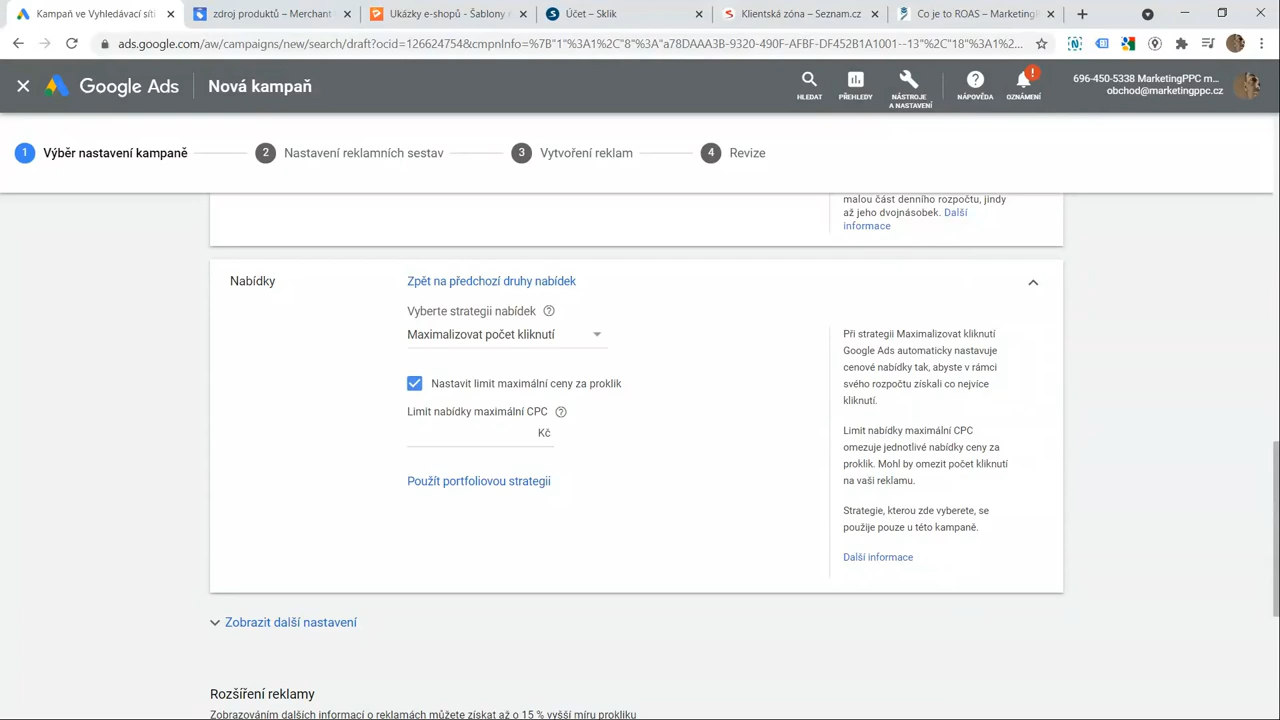 Kampaň ve Vyhledávací síti
zdroj produktů – Merchant
Ukázky e-shopů - Šablony
Účet – Sklik
Klientská zóna – Seznam.cz
Co je to ROAS – Marketing
ads.google.com/aw/campaigns/new/search/draft?ocid=126124754&cmpnInfo=%7B"1"%3A1%2C"8"%3A"a78DAAA3B-9320-490F-AFBF-DF452B1A1001--13"%2C"18"%3A1%2...
Google Ads
Nová kampaň
HLEDAT
PŘEHLEDY
NÁSTROJE A NASTAVENÍ
NÁPOVĚDA
OZNÁMENÍ
!
696-450-5338 MarketingPPC m...
obchod@marketingppc.cz
1 Výběr nastavení kampaně
2 Nastavení reklamních sestav
3 Vytvoření reklam
4 Revize
malou část denního rozpočtu, jindy
až jeho dvojnásobek. Další
informace
Nabídky
Zpět na předchozí druhy nabídek
Vyberte strategii nabídek ?
Maximalizovat počet kliknutí
Nastavit limit maximální ceny za proklik
Limit nabídky maximální CPC ?
Kč
Použít portfoliovou strategii
Při strategii Maximalizovat kliknutí
Google Ads automaticky nastavuje
cenové nabídky tak, abyste v rámci
svého rozpočtu získali co nejvíce
kliknutí.
Limit nabídky maximální CPC
omezuje jednotlivé nabídky ceny za
proklik. Mohl by omezit počet kliknutí
na vaši reklamu.
Strategie, kterou zde vyberete, se
použije pouze u této kampaně.
Další informace
Zobrazit další nastavení
Rozšíření reklamy
Zobrazováním dalších informací o reklamách můžete získat až o 15 % vyšší míru prokliku